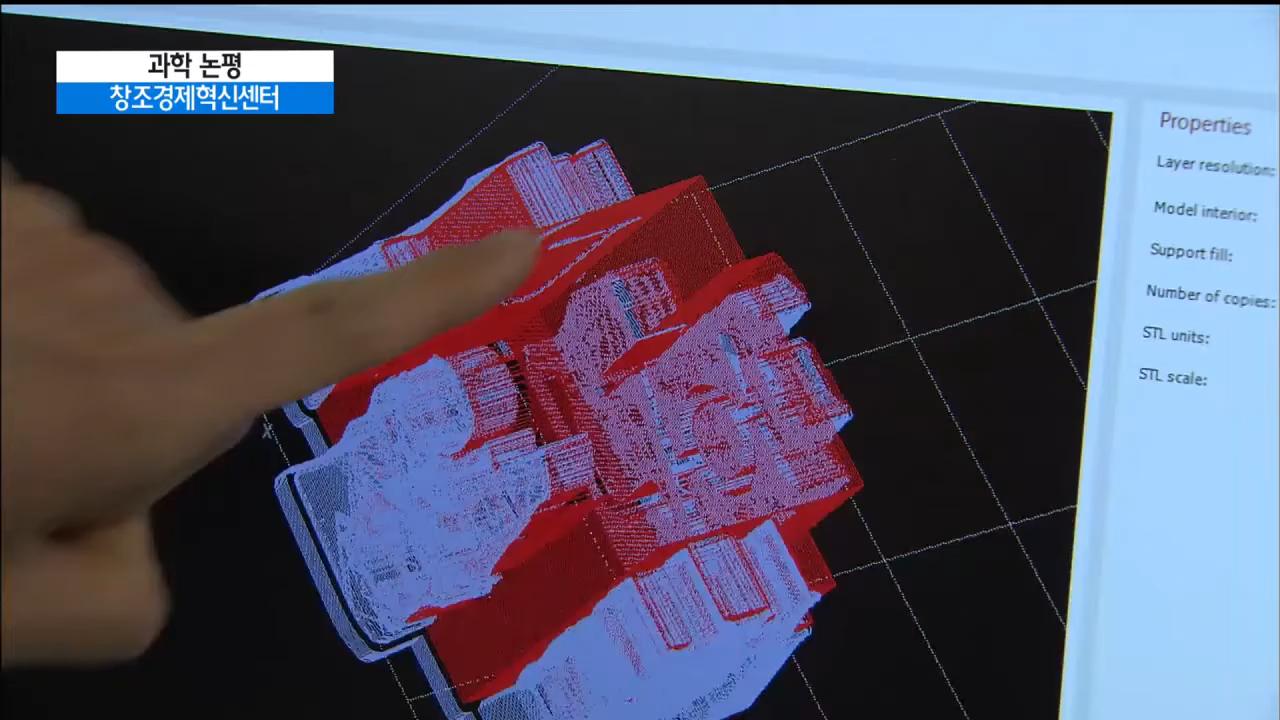 과학 논평
창조경제혁신센터
Properties
Layer resolution:
Model interior:
Support fill:
Number of copies:
STL units:
STL scale:
X